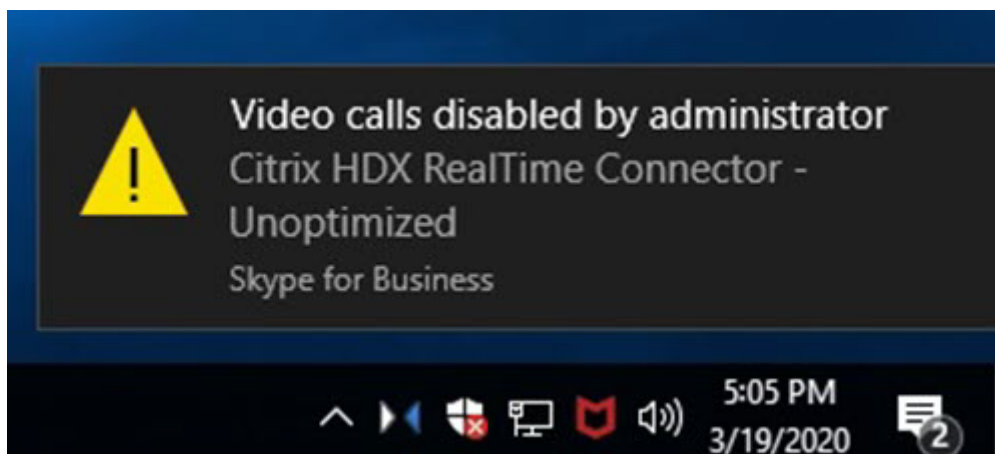 Video calls disabled by administrator
Citrix HDX RealTime Connector -
Unoptimized
Skype for Business
5:05 PM
3/19/2020
2